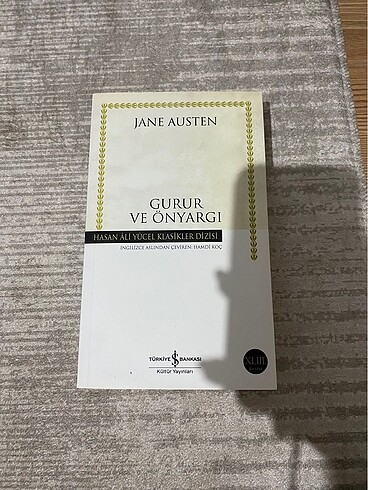 JANE AUSTEN
GURUR
VE ÖNYARGI
HASAN ÂLİ YÜCEL KLASİKLER DİZİSİ
İNGİLİZCE ASLINDAN ÇEVİREN: HAMDİ KOÇ
TÜRKİYE İŞ BANKASI
Kültür Yayınları
XLIII